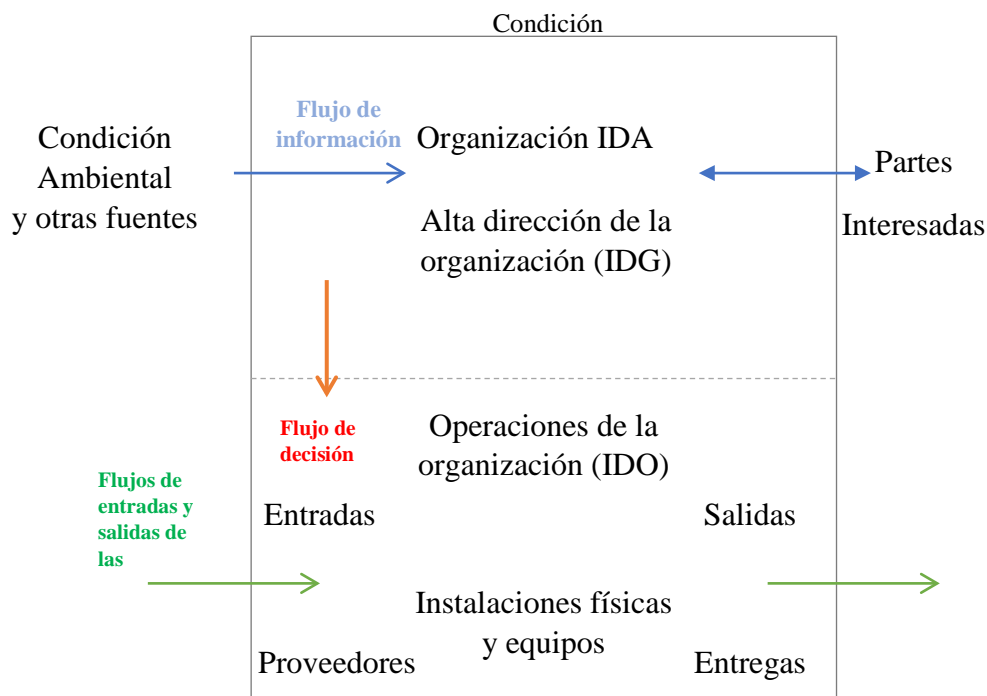 Condición
Flujo de
información
Organización IDA
Condición
Ambiental
y otras fuentes
Partes
Interesadas
Alta dirección de la
organización (IDG)
Flujo de
decisión
Operaciones de la
organización (IDO)
Flujos de
entradas y
salidas de
las
Entradas
Salidas
Instalaciones físicas
y equipos
Proveedores
Entregas